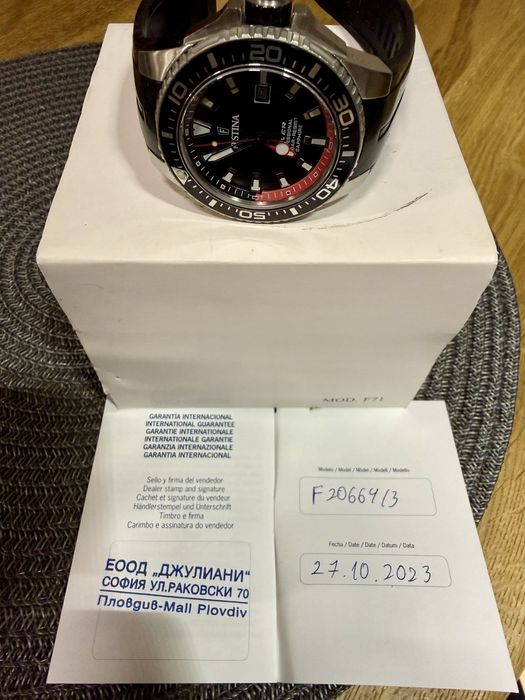 10
20
30
40
50
F
FESTINA
SAPPHIRE
MOD. F71
GARANTÍA INTERNACIONAL
INTERNATIONAL GUARANTEE
GARANTIE INTERNATIONALE
INTERNATIONALE GARANTIE
GARANZIA INTERNAZIONALE
GARANTIA INTERNACIONAL
Sello y firma del vendedor
Dealer stamp and signature
Cachet et signature du vendeur
Händlerstempel und Unterschrift
Timbro e firma
Carimbo e assinatura do vendedor
ЕООД „ДЖУЛИАНИ“
СОФИЯ УЛ.РАКОВСКИ 70
Пловдив-Mall Plovdiv
Modelo / Model / Modèl / Modell / Modello
F20664/3
Fecha / Date / Date / Datum / Data
27.10.2023